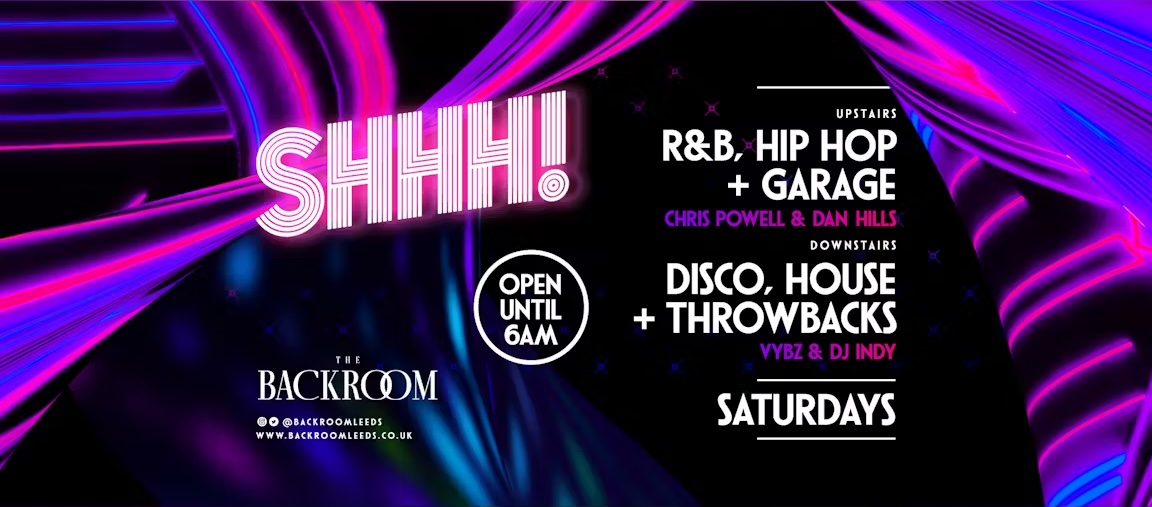 SHHH!
OPEN
UNTIL
6AM
THE
BACKROOM
@BACKROOMLEEDS
WWW.BACKROOMLEEDS.CO.UK
UPSTAIRS
R&B, HIP HOP
+ GARAGE
CHRIS POWELL & DAN HILLS
DOWNSTAIRS
DISCO, HOUSE
+ THROWBACKS
VYBZ & DJ INDY
SATURDAYS